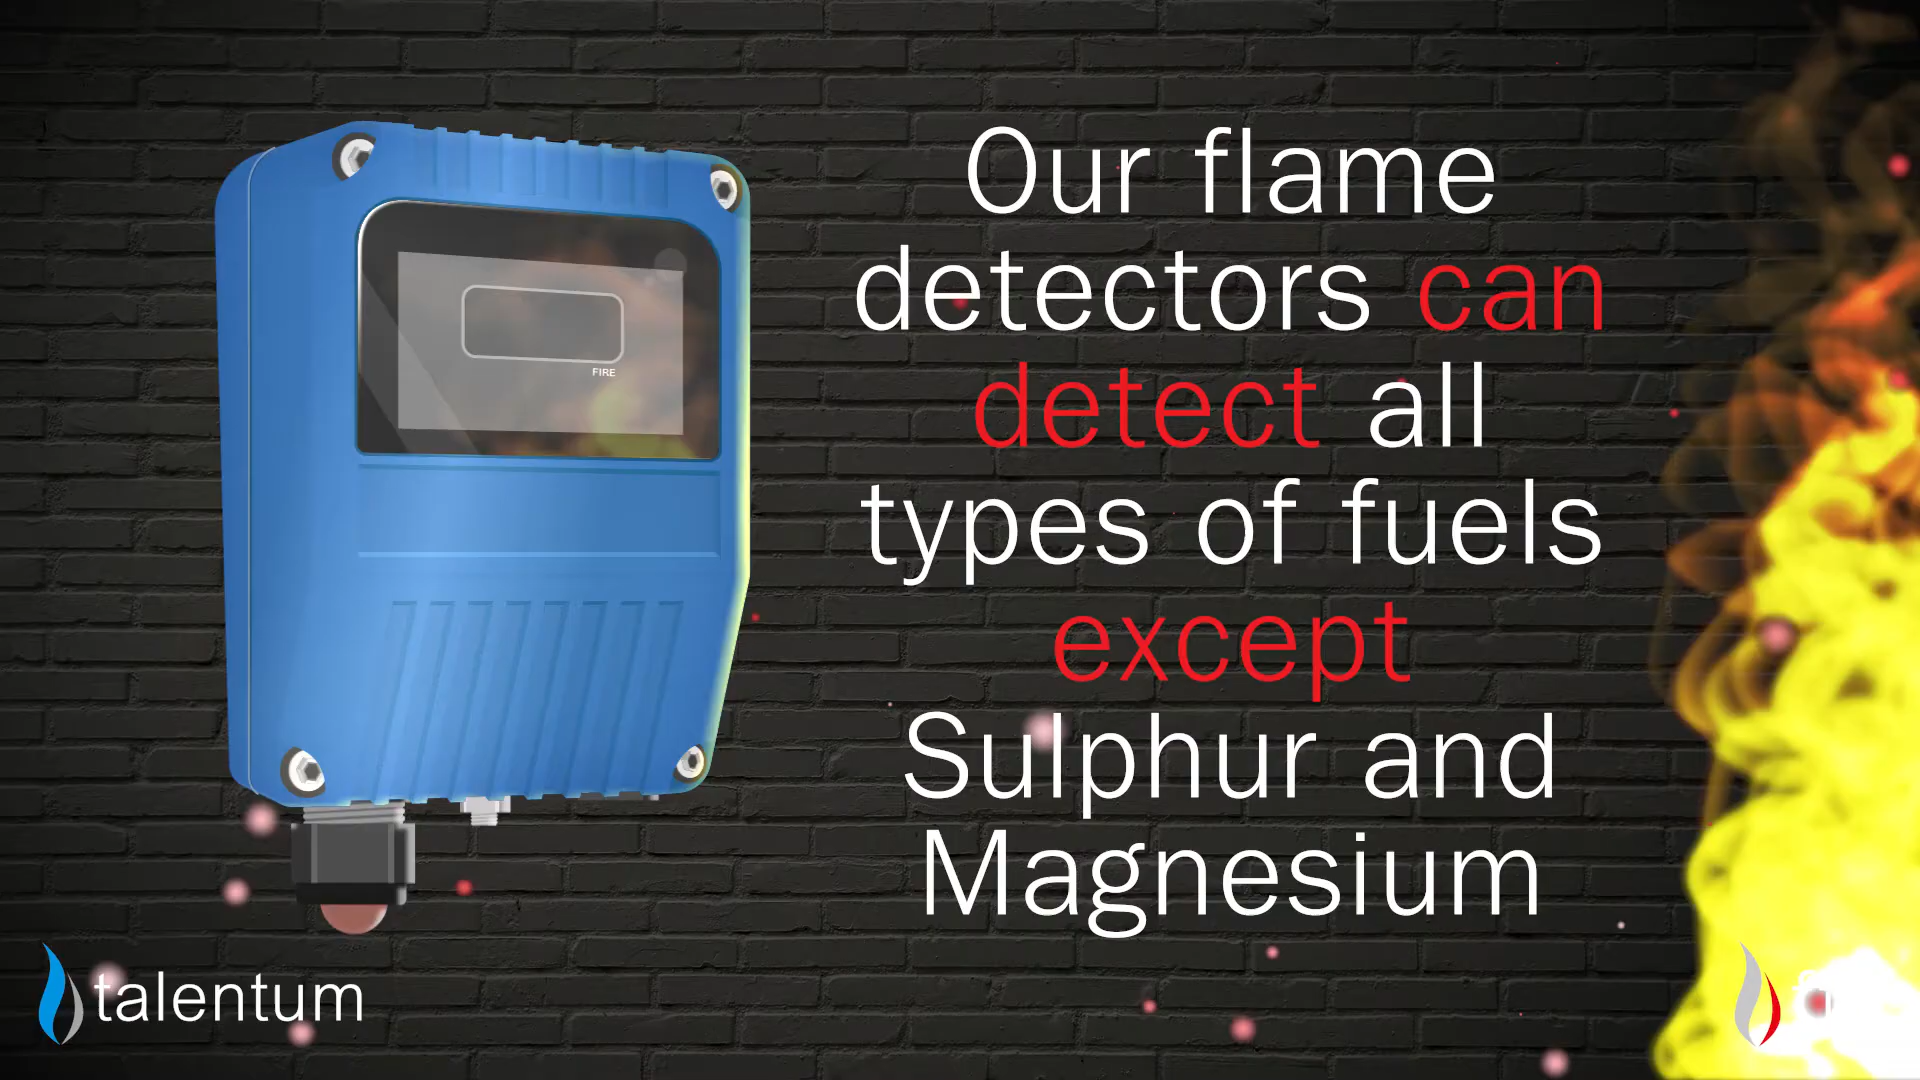 FIRE
Our flame
detectors can
detect all
types of fuels
except
Sulphur and
Magnesium
talentum